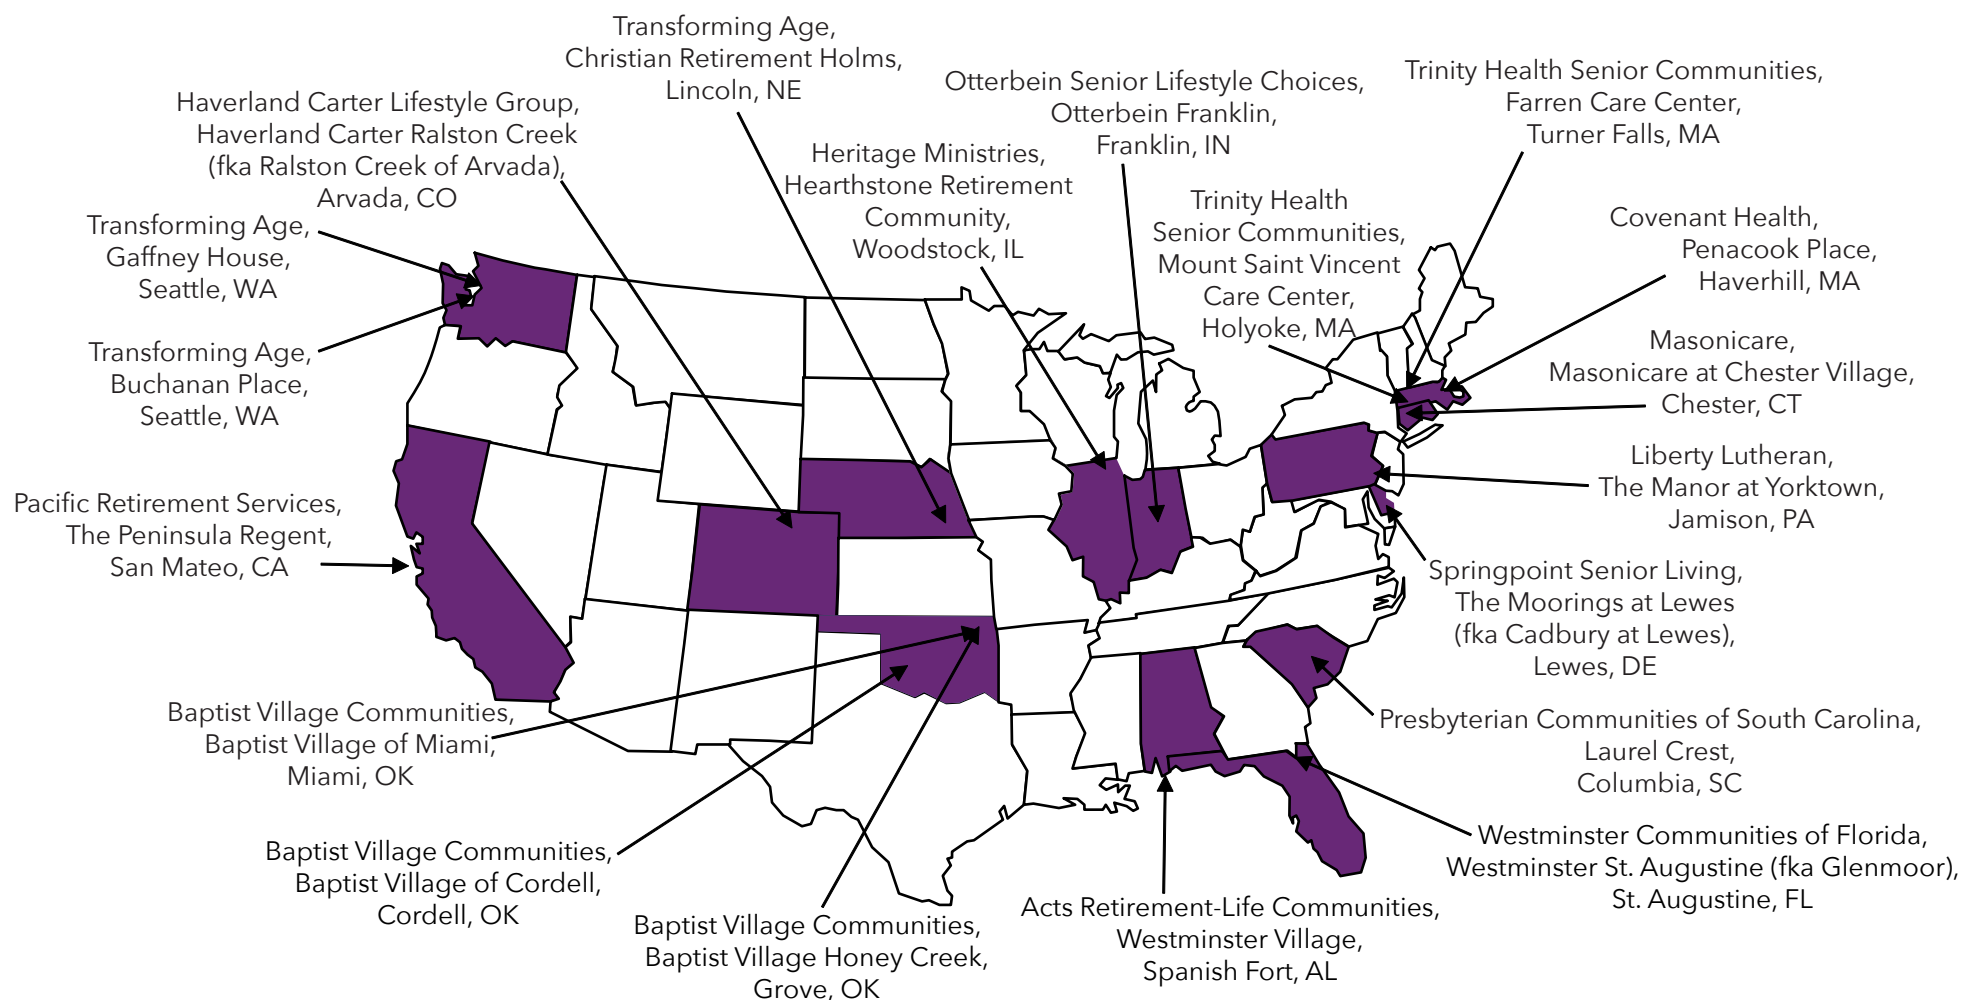 Transforming Age,
Christian Retirement Holms,
Lincoln, NE
Haverland Carter Lifestyle Group,
Haverland Carter Ralston Creek
(fka Ralston Creek of Arvada),
Arvada, CO
Otterbein Senior Lifestyle Choices,
Otterbein Franklin,
Franklin, IN
Trinity Health Senior Communities,
Farren Care Center,
Turner Falls, MA
Heritage Ministries,
Hearthstone Retirement
Community,
Woodstock, IL
Trinity Health
Senior Communities,
Mount Saint Vincent
Care Center,
Holyoke, MA
Transforming Age,
Gaffney House,
Seattle, WA
Covenant Health,
Penacook Place,
Haverhill, MA
Transforming Age,
Buchanan Place,
Seattle, WA
Masonicare,
Masonicare at Chester Village,
Chester, CT
Liberty Lutheran,
The Manor at Yorktown,
Jamison, PA
Pacific Retirement Services,
The Peninsula Regent,
San Mateo, CA
Springpoint Senior Living,
The Moorings at Lewes
(fka Cadbury at Lewes),
Lewes, DE
Baptist Village Communities,
Baptist Village of Miami,
Miami, OK
Presbyterian Communities of South Carolina,
Laurel Crest,
Columbia, SC
Baptist Village Communities,
Baptist Village of Cordell,
Cordell, OK
Westminster Communities of Florida,
Westminster St. Augustine (fka Glenmoor),
St. Augustine, FL
Baptist Village Communities,
Baptist Village Honey Creek,
Grove, OK
Acts Retirement-Life Communities,
Westminster Village,
Spanish Fort, AL